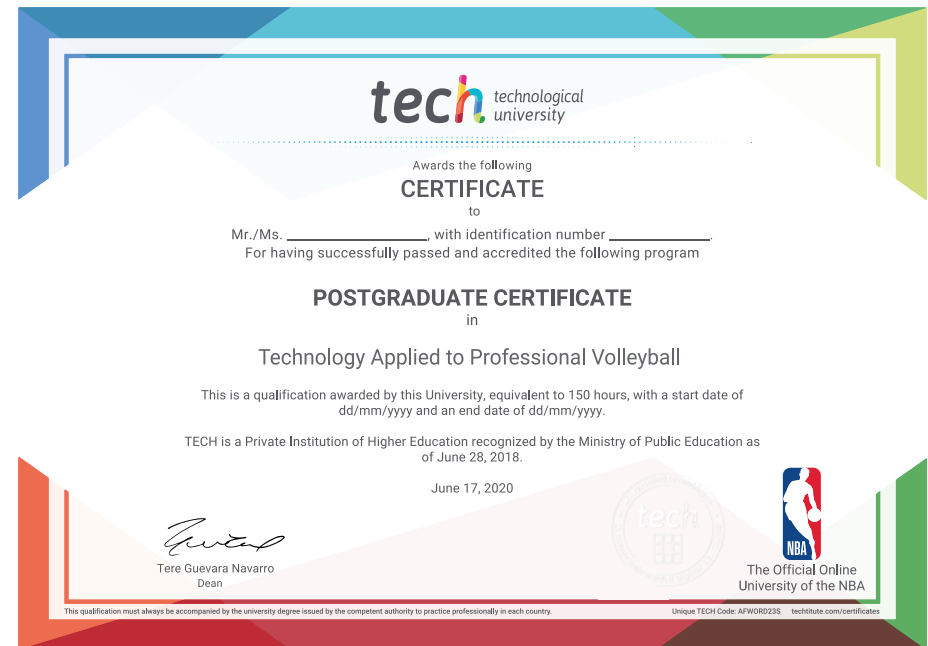 tech technological
university
Awards the following
CERTIFICATE
to
Mr./Ms. ____________________, with identification number ______________.
For having successfully passed and accredited the following program
POSTGRADUATE CERTIFICATE
in
Technology Applied to Professional Volleyball
This is a qualification awarded by this University, equivalent to 150 hours, with a start date of
dd/mm/yyyy and an end date of dd/mm/yyyy.
TECH is a Private Institution of Higher Education recognized by the Ministry of Public Education as
of June 28, 2018.
June 17, 2020
tech
Tere Guevara Navarro
Dean
NBA
The Official Online
University of the NBA
This qualification must always be accompanied by the university degree issued by the competent authority to practice professionally in each country.
Unique TECH Code: AFWORD23S techtitute.com/certificates